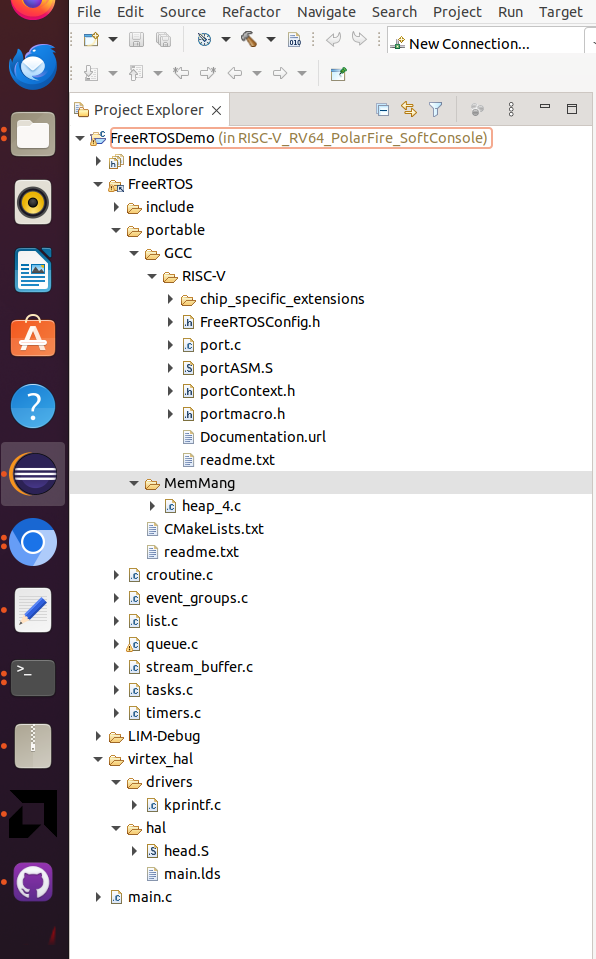 File Edit Source Refactor Navigate Search Project Run Target
010
New Connection...
Project Explorer
FreeRTOSDemo (in RISC-V_RV64_PolarFire_SoftConsole)
Includes
FreeRTOS
include
portable
GCC
RISC-V
chip_specific_extensions
FreeRTOSConfig.h
port.c
portASM.S
portContext.h
portmacro.h
Documentation.url
readme.txt
MemMang
heap_4.c
CMakeLists.txt
readme.txt
croutine.c
event_groups.c
list.c
queue.c
stream_buffer.c
tasks.c
timers.c
LIM-Debug
virtex_hal
drivers
kprintf.c
hal
head.S
main.lds
main.c